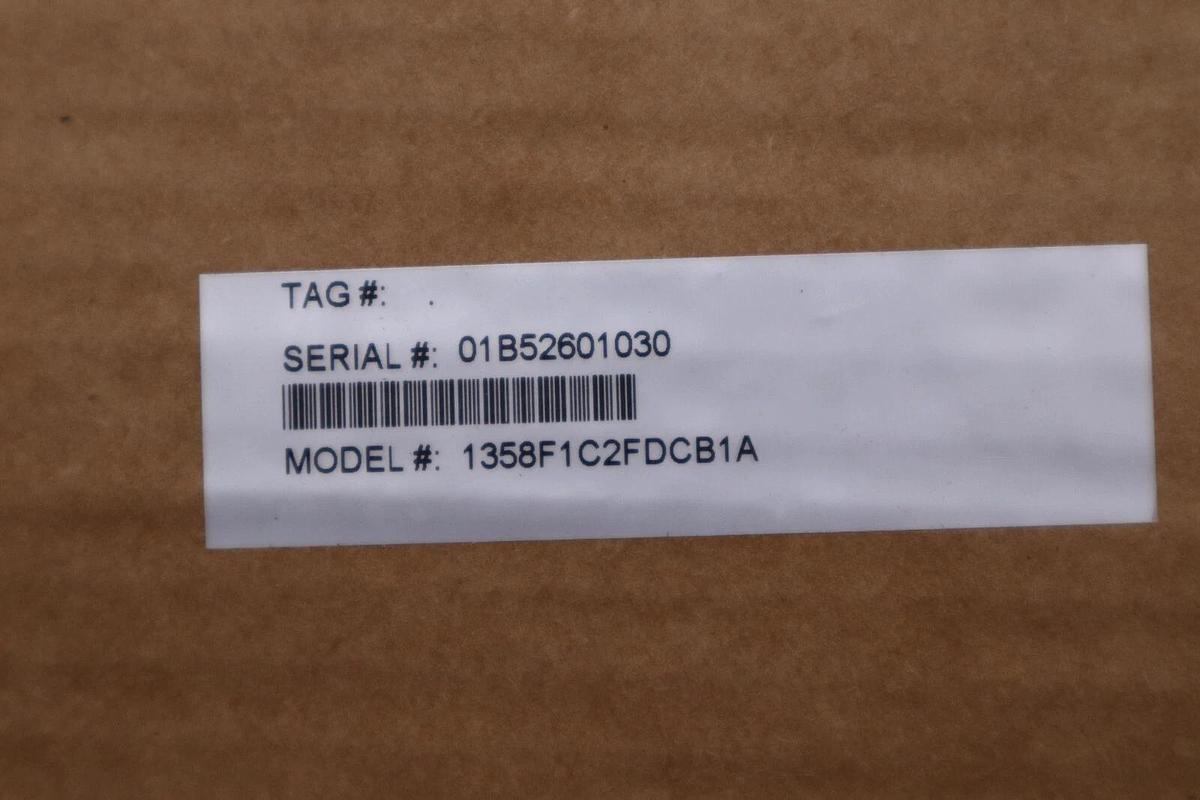 TAG #: .
SERIAL #: 01B52601030
MODEL #: 1358F1C2FDCB1A